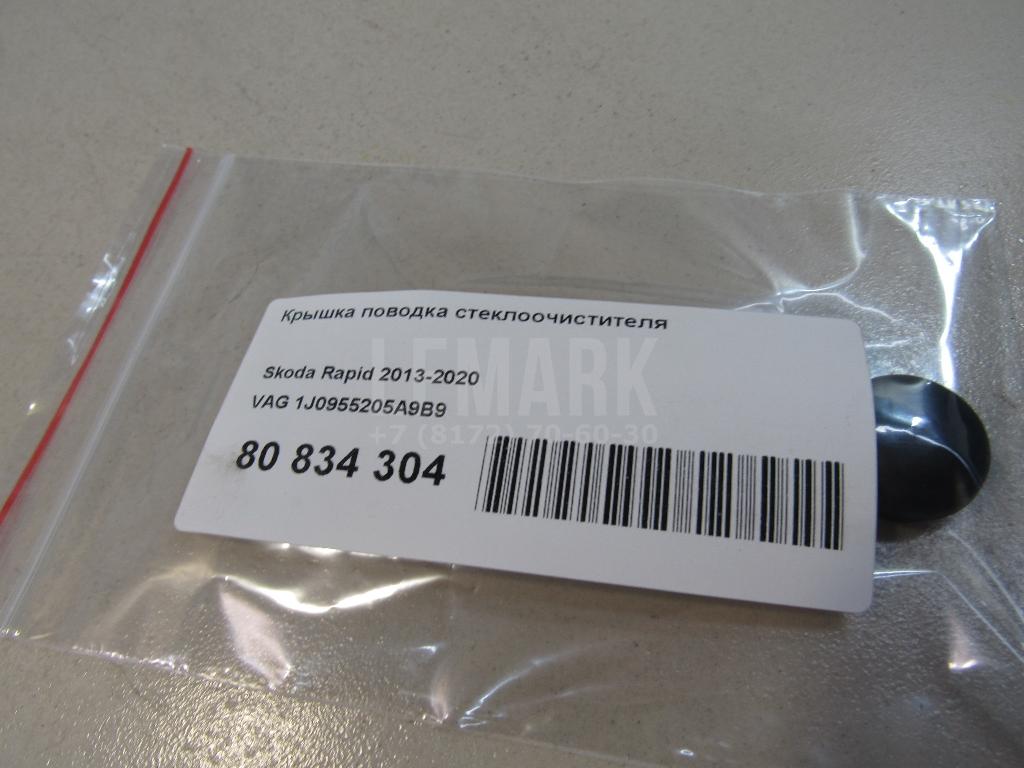 Крышка поводка стеклоочистителя
LEMARK
Skoda Rapid 2013-2020
VAG 1J0955205A9B9
+7 (8172) 70-60-30
80 834 304